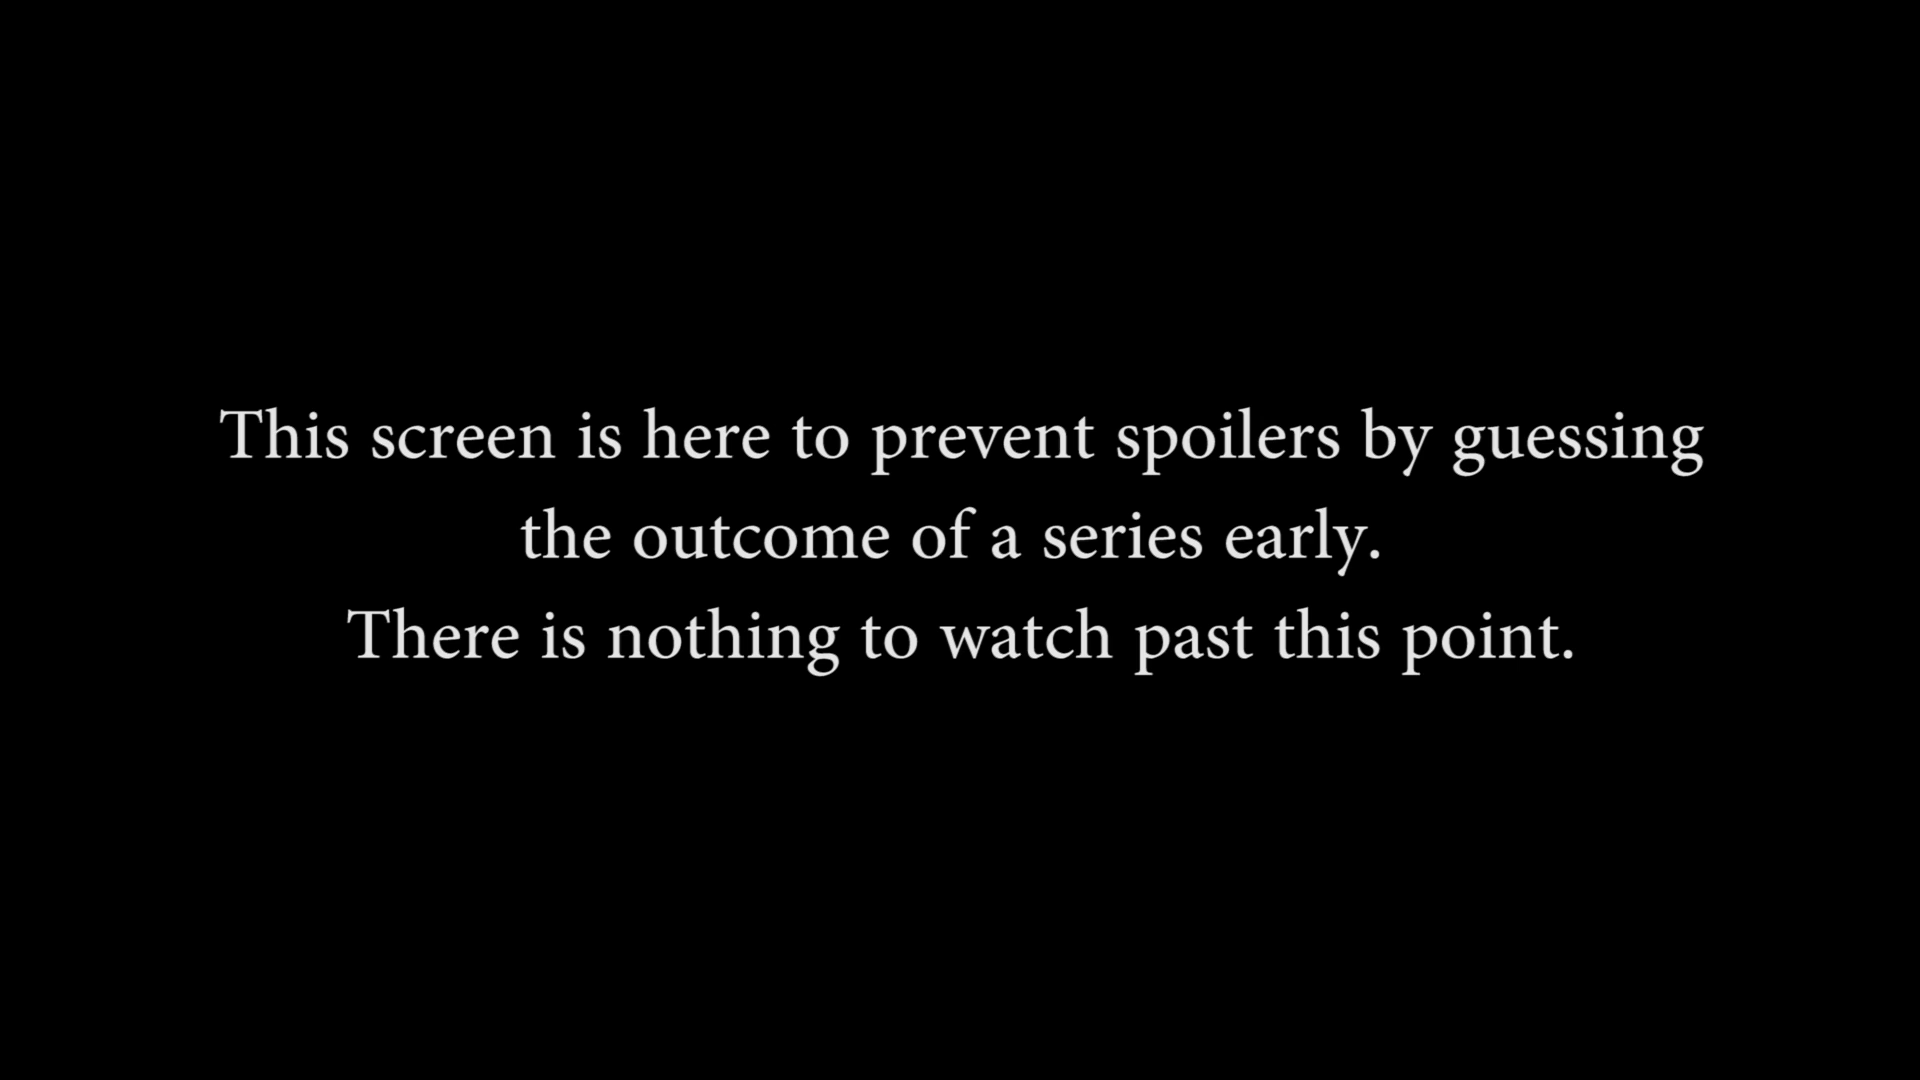 This screen is here to prevent spoilers by guessing
the outcome of a series early.
There is nothing to watch past this point.